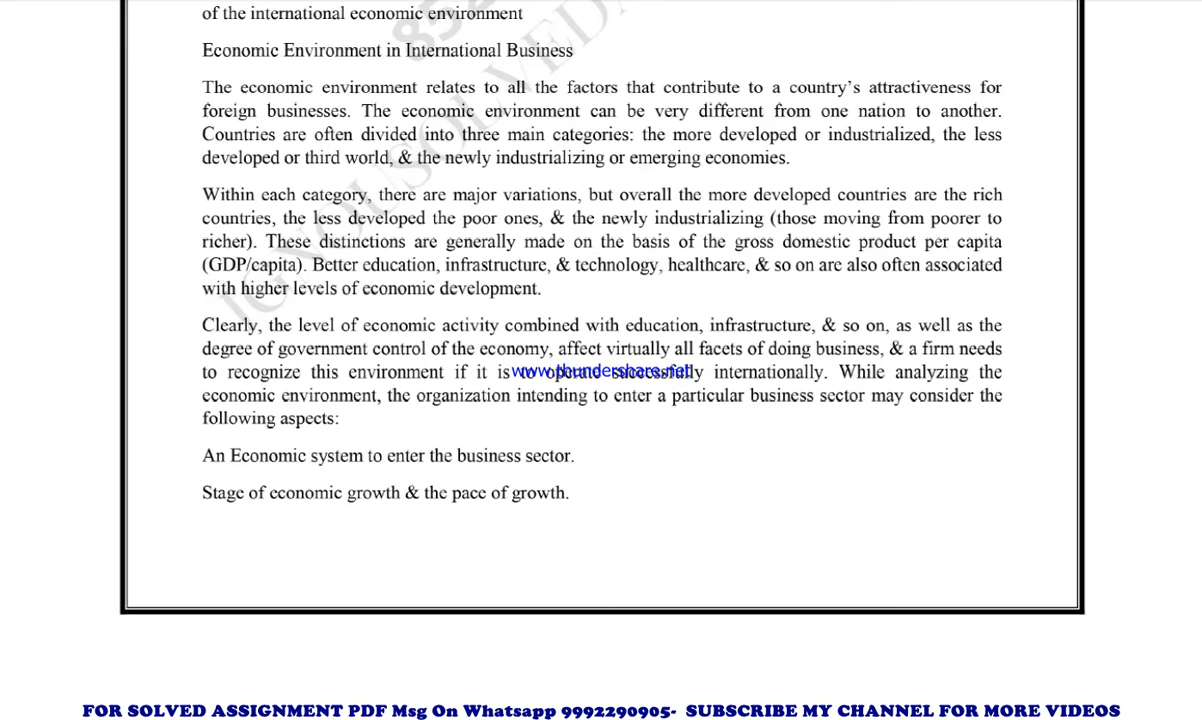 of the international economic environment
Economic Environment in International Business
The economic environment relates to all the factors that contribute to a country's attractiveness for
foreign businesses. The economic environment can be very different from one nation to another.
Countries are often divided into three main categories: the more developed or industrialized, the less
developed or third world, & the newly industrializing or emerging economies.
Within each category, there are major variations, but overall the more developed countries are the rich
countries, the less developed the poor ones, & the newly industrializing (those moving from poorer to
richer). These distinctions are generally made on the basis of the gross domestic product per capita
(GDP/capita). Better education, infrastructure, & technology, healthcare, & so on are also often associated
with higher levels of economic development.
Clearly, the level of economic activity combined with education, infrastructure, & so on, as well as the
degree of government control of the economy, affect virtually all facets of doing business, & a firm needs
to recognize this environment if it is to operate successfully internationally. While analyzing the
www.thundershare.net
economic environment, the organization intending to enter a particular business sector may consider the
following aspects:
An Economic system to enter the business sector.
Stage of economic growth & the pace of growth.
FOR SOLVED ASSIGNMENT PDF Msg On Whatsapp 9992290905- SUBSCRIBE MY CHANNEL FOR MORE VIDEOS